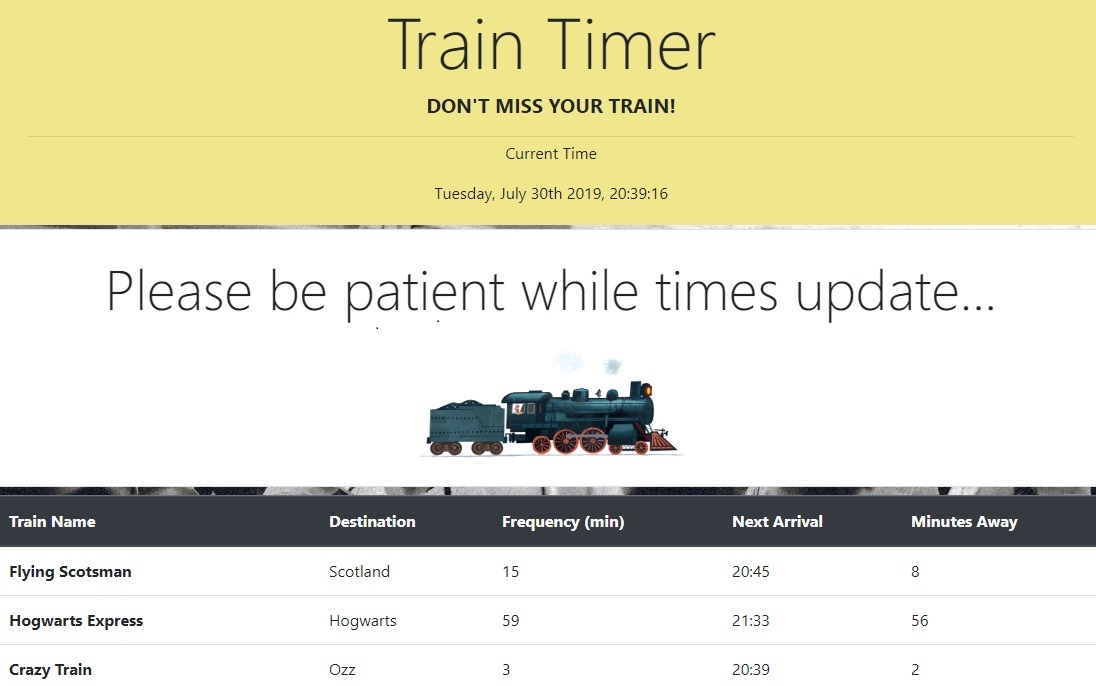 Train Timer
DON'T MISS YOUR TRAIN!
Current Time
Tuesday, July 30th 2019, 20:39:16
Please be patient while times update...
Train Name Destination Frequency (min) Next Arrival Minutes Away
Flying Scotsman Scotland 15 20:45 8
Hogwarts Express Hogwarts 59 21:33 56
Crazy Train Ozz 3 20:39 2